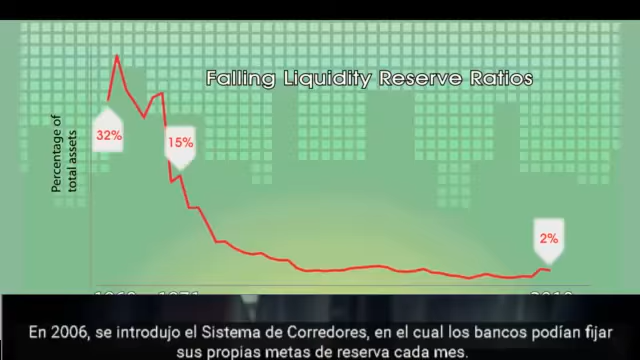 Falling Liquidity Reserve Ratios
Percentage of
total assets
32%
15%
2%
En 2006, se introdujo el Sistema de Corredores, en el cual los bancos podían fijar
sus propias metas de reserva cada mes.